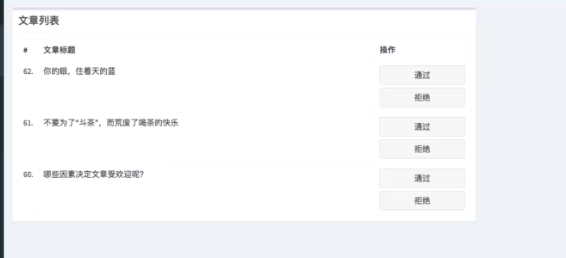 文章列表
# 文章标题 操作
62. 你的眼，住着天的蓝 通过
拒绝
61. 不要为了“斗茶”，而荒废了喝茶的快乐 通过
拒绝
60. 哪些因素决定文章受欢迎呢？ 通过
拒绝